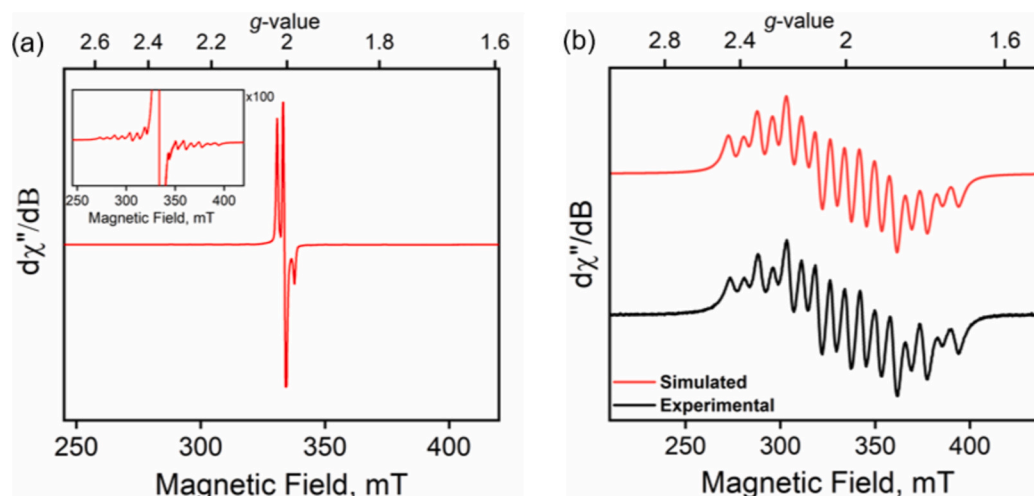 g-value
(a)
2.6 2.4 2.2 2 1.8 1.6
x100
250 300 350 400
Magnetic Field, mT
dχ"/dB
250 300 350 400
Magnetic Field, mT
g-value
(b)
2.8 2.4 2 1.6
dχ"/dB
Simulated
Experimental
250 300 350 400
Magnetic Field, mT